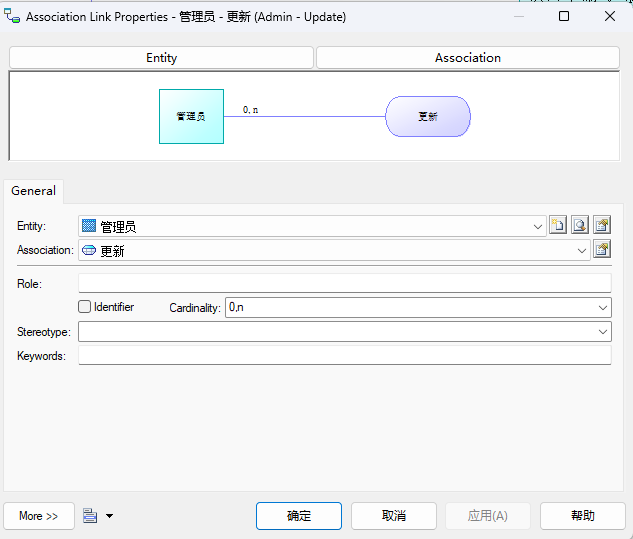 Association Link Properties - 管理员 - 更新 (Admin - Update)
Entity
Association
管理员
0,n
更新
General
Entity:
管理员
Association:
更新
Role:
Identifier
Cardinality:
0,n
Stereotype:
Keywords:
More >>
确定
取消
应用(A)
帮助